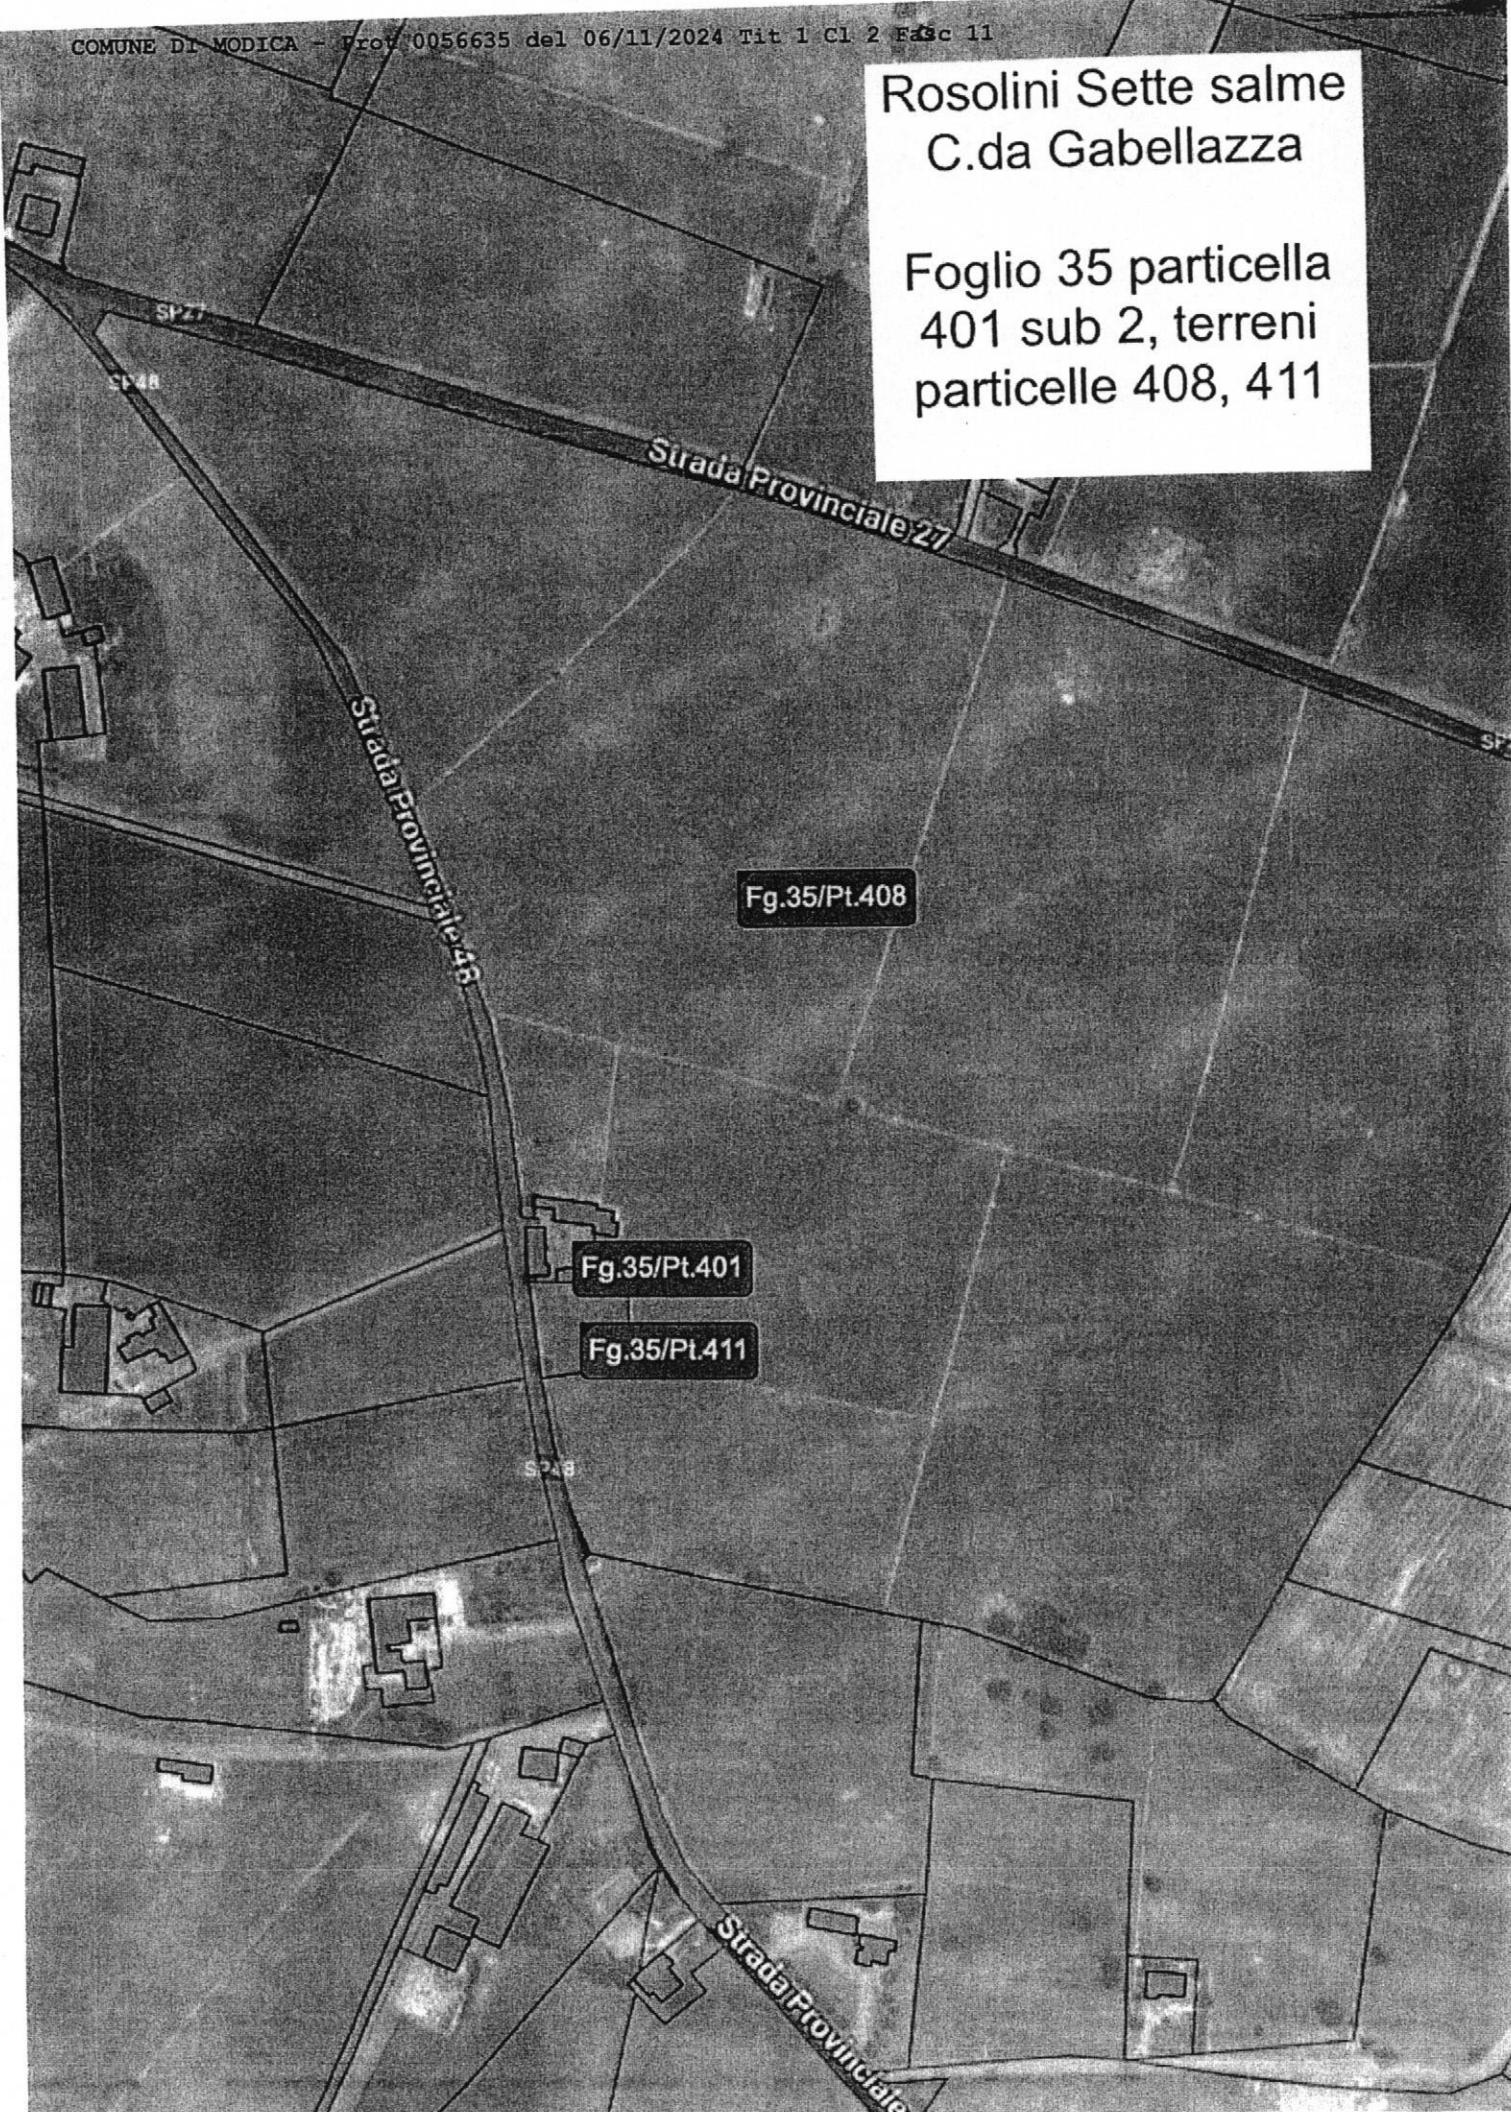 COMUNE DI MODICA - Prot 0056635 del 06/11/2024 Tit 1 Cl 2 Fasc 11
Rosolini Sette salme
C.da Gabellazza
Foglio 35 particella
401 sub 2, terreni
particelle 408, 411
SP27
SP48
Strada Provinciale 27
Strada Provinciale 48
Fg.35/Pt.408
Fg.35/Pt.401
Fg.35/Pt.411
SP48
Strada Provinciale